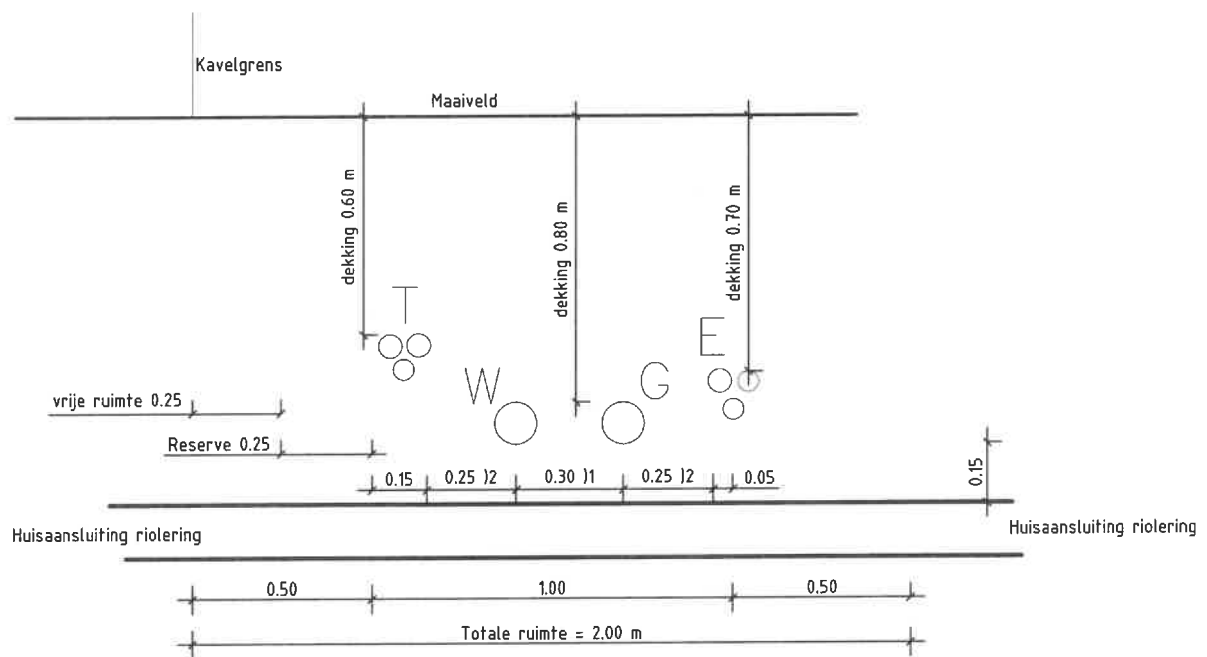 Kavelgrens
Maaiveld
dekking 0.60 m
dekking 0.80 m
dekking 0.70 m
T
E
W
G
vrije ruimte 0.25
Reserve 0.25
0.15
0.25 )2
0.30 )1
0.25 )2
0.05
0.15
Huisaansluiting riolering
Huisaansluiting riolering
0.50
1.00
0.50
Totale ruimte = 2.00 m